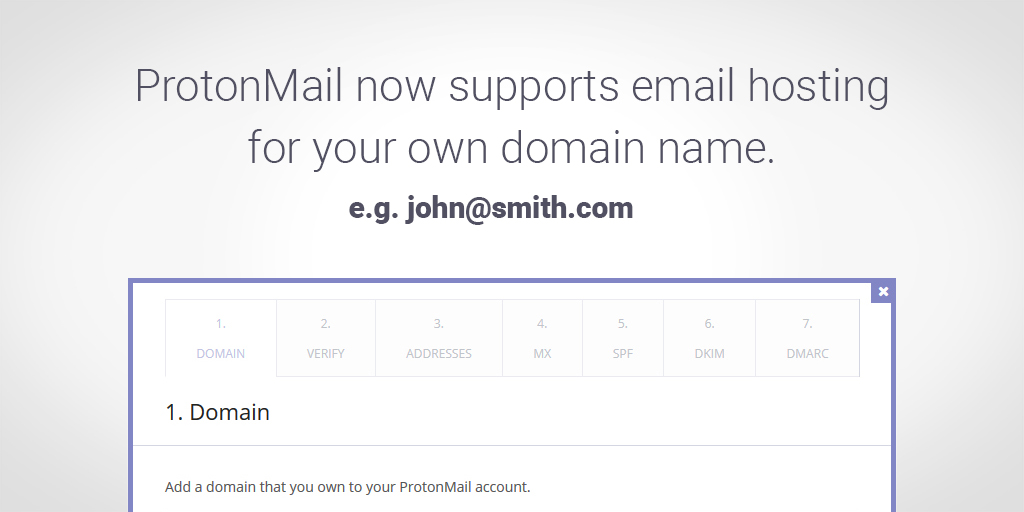 ProtonMail now supports email hosting
for your own domain name.
e.g. john@smith.com
1. 2. 3. 4. 5. 6. 7.
DOMAIN VERIFY ADDRESSES MX SPF DKIM DMARC
1. Domain
Add a domain that you own to your ProtonMail account.